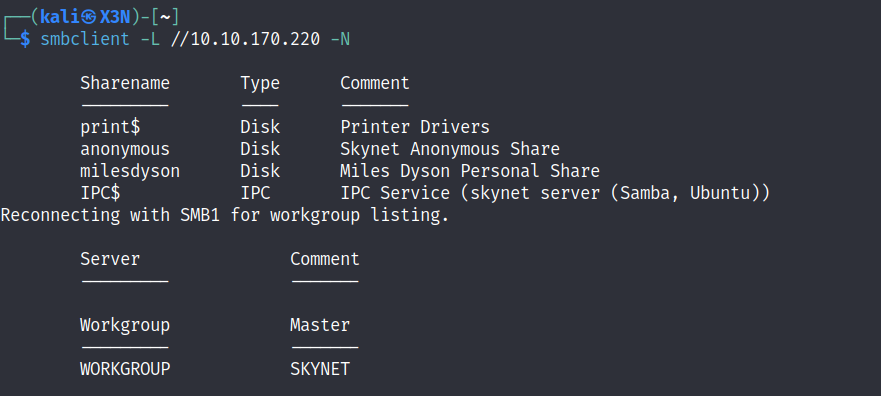 ┌──(kali㉿X3N)-[~]
└─$ smbclient -L //10.10.170.220 -N
Sharename Type Comment
--------- ---- -------
print$ Disk Printer Drivers
anonymous Disk Skynet Anonymous Share
milesdyson Disk Miles Dyson Personal Share
IPC$ IPC IPC Service (skynet server (Samba, Ubuntu))
Reconnecting with SMB1 for workgroup listing.
Server Comment
--------- -------
Workgroup Master
--------- -------
WORKGROUP SKYNET